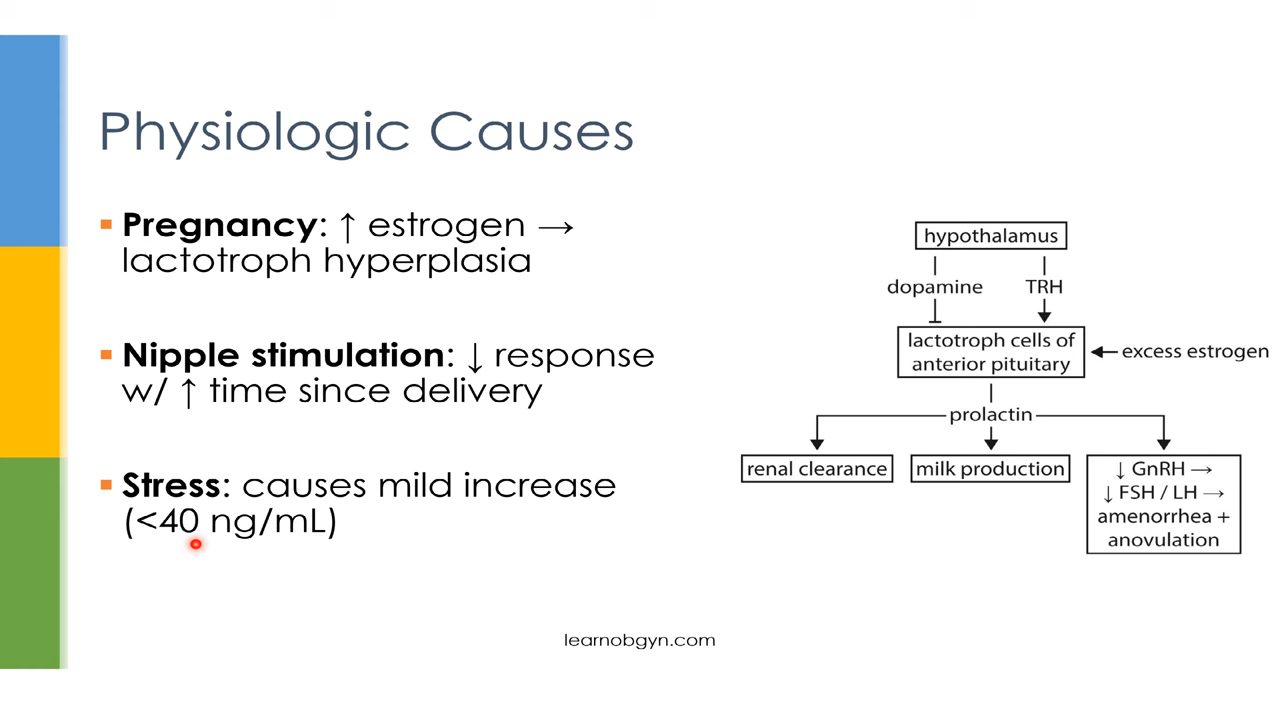 Physiologic Causes
▪ Pregnancy: ↑ estrogen →
lactotroph hyperplasia
▪ Nipple stimulation: ↓ response
w/ ↑ time since delivery
▪ Stress: causes mild increase
(<40 ng/mL)
hypothalamus
dopamine TRH
lactotroph cells of
anterior pituitary
excess estrogen
prolactin
renal clearance
milk production
↓ GnRH →
↓ FSH / LH →
amenorrhea +
anovulation
learnobgyn.com